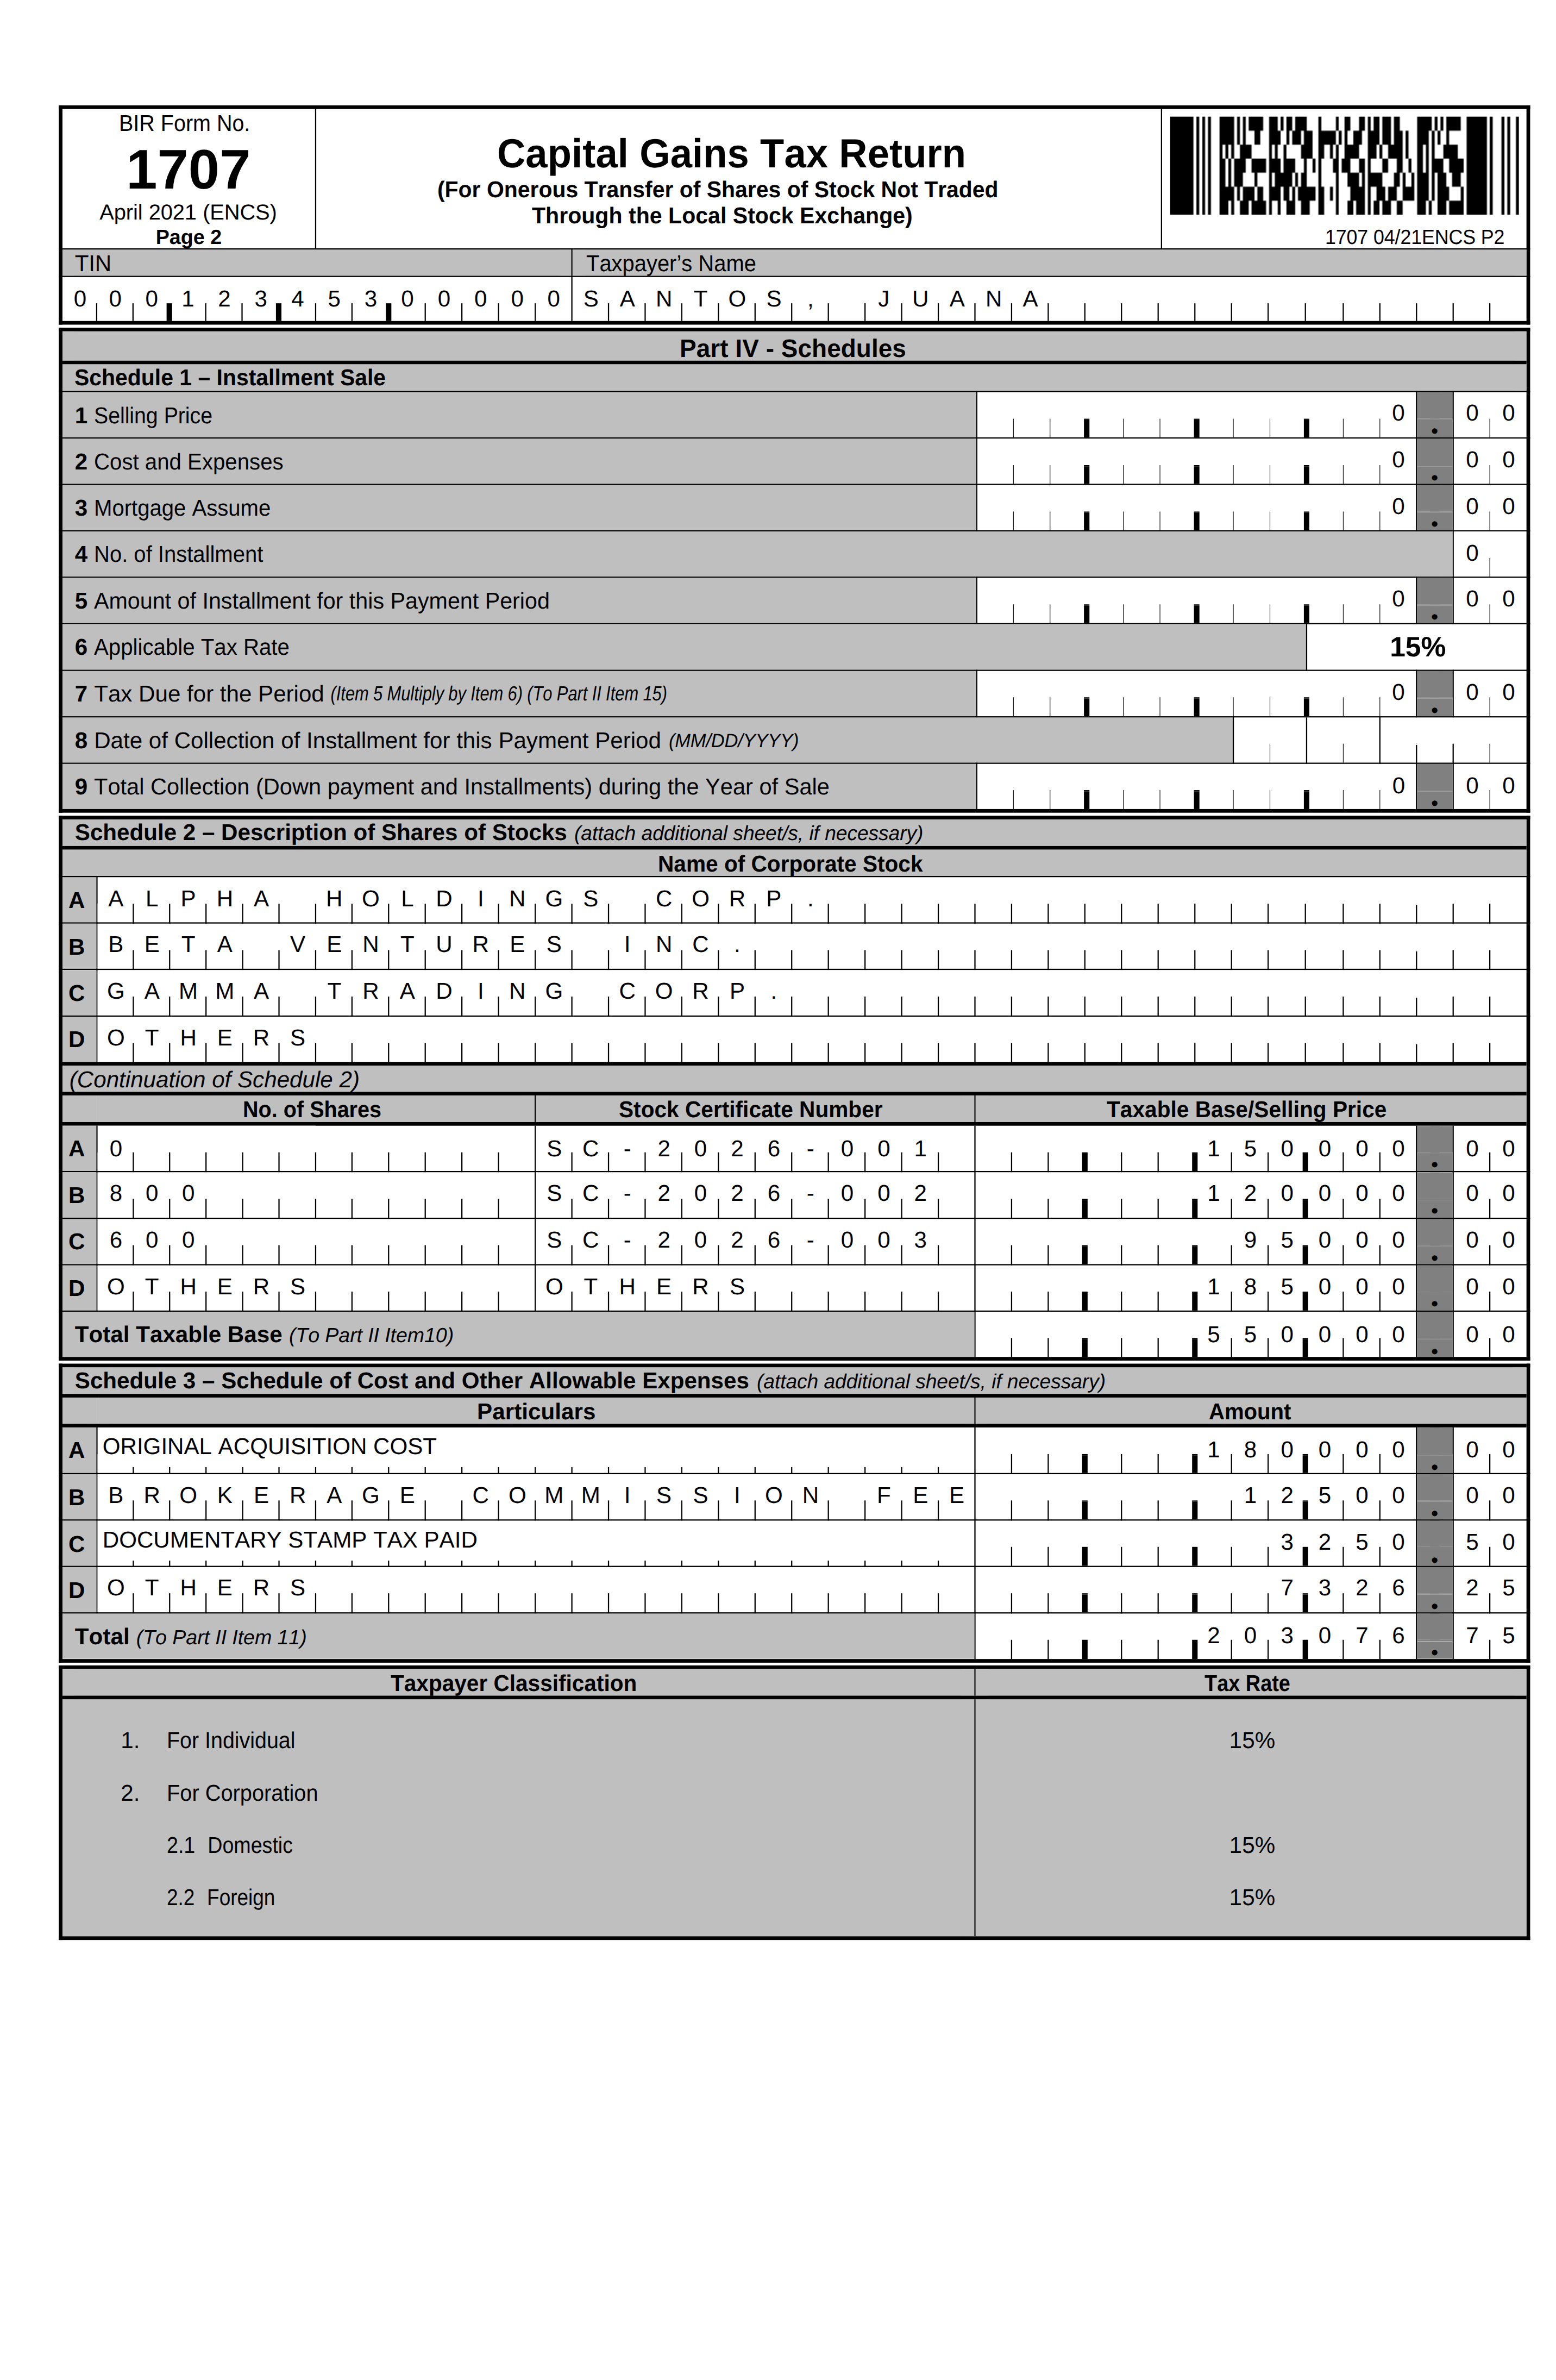 BIR Form No.
1707
April 2021 (ENCS)
Page 2
Capital Gains Tax Return
(For Onerous Transfer of Shares of Stock Not Traded
Through the Local Stock Exchange)
1707 04/21ENCS P2
TIN Taxpayer’s Name
00012345300000 SANTOS, JUANA
Part IV - Schedules
Schedule 1 – Installment Sale
1 Selling Price 0.00
2 Cost and Expenses 0.00
3 Mortgage Assume 0.00
4 No. of Installment 0
5 Amount of Installment for this Payment Period 0.00
6 Applicable Tax Rate 15%
7 Tax Due for the Period (Item 5 Multiply by Item 6) (To Part II Item 15) 0.00
8 Date of Collection of Installment for this Payment Period (MM/DD/YYYY)
9 Total Collection (Down payment and Installments) during the Year of Sale 0.00
Schedule 2 – Description of Shares of Stocks (attach additional sheet/s, if necessary)
Name of Corporate Stock
A ALPHA HOLDINGS CORP.
B BETA VENTURES INC.
C GAMMA TRADING CORP.
D OTHERS
(Continuation of Schedule 2)
No. of Shares Stock Certificate Number Taxable Base/Selling Price
A 0 SC-2026-001 150000.00
B 800 SC-2026-002 120000.00
C 600 SC-2026-003 95000.00
D OTHERS OTHERS 185000.00
Total Taxable Base (To Part II Item10) 550000.00
Schedule 3 – Schedule of Cost and Other Allowable Expenses (attach additional sheet/s, if necessary)
Particulars Amount
A ORIGINAL ACQUISITION COST 180000.00
B BROKERAGE COMMISSION FEE 12500.00
C DOCUMENTARY STAMP TAX PAID 3250.50
D OTHERS 7326.25
Total (To Part II Item 11) 203076.75
Taxpayer Classification Tax Rate
1. For Individual 15%
2. For Corporation
2.1 Domestic 15%
2.2 Foreign 15%